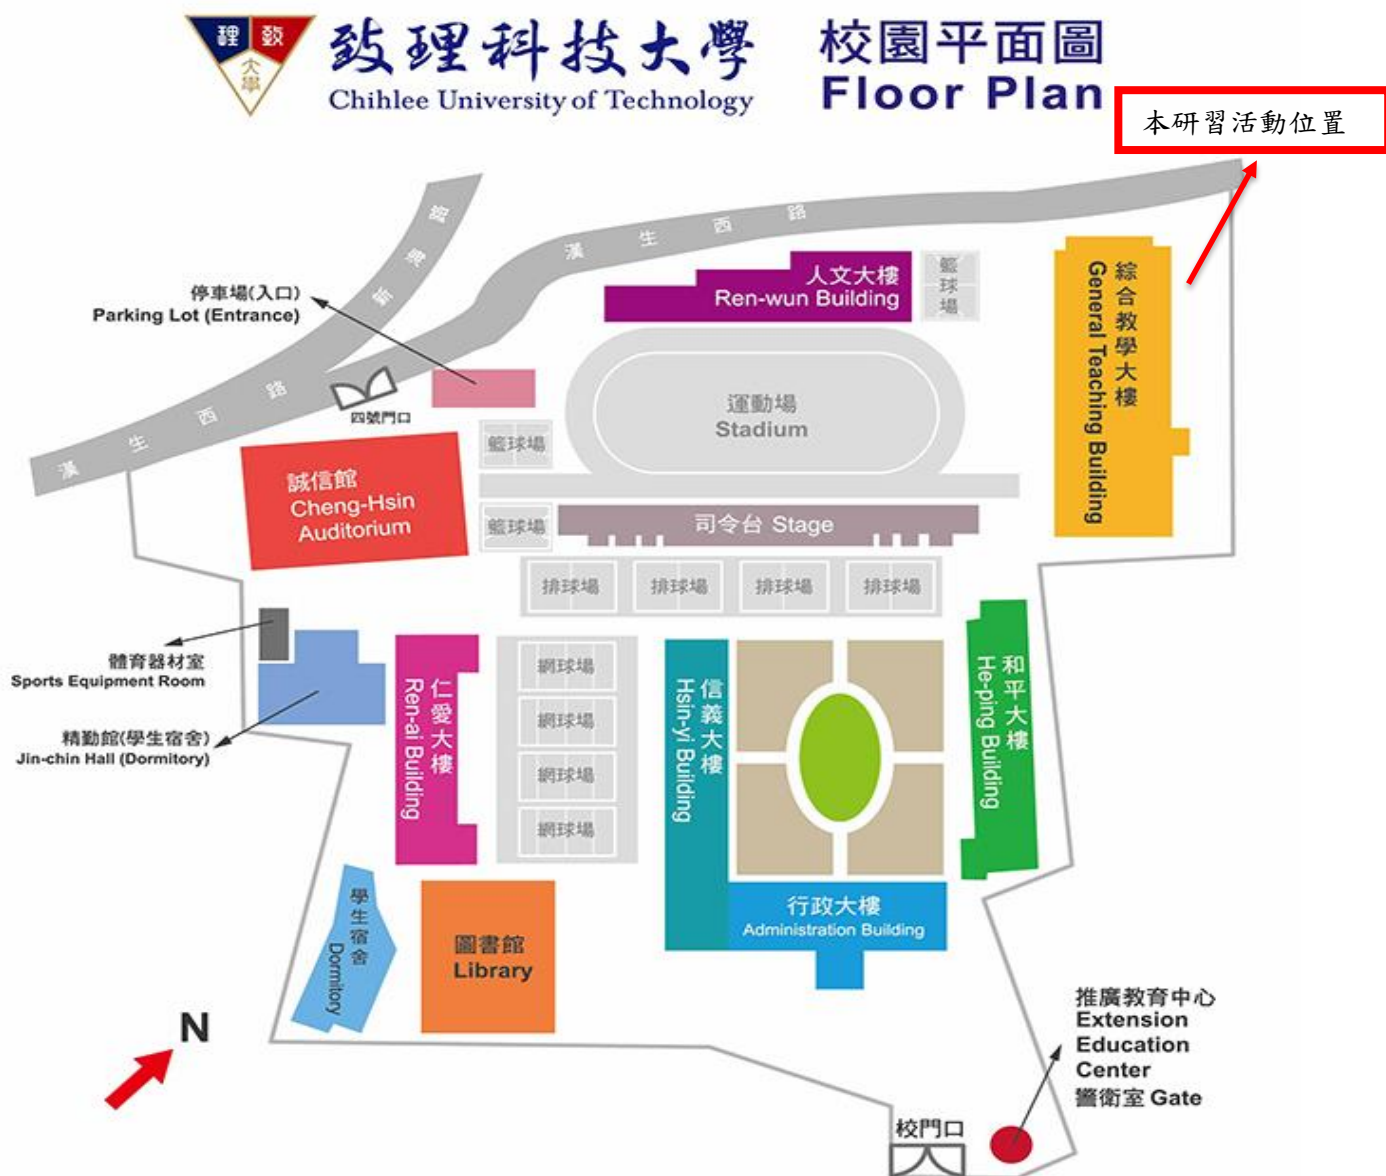 理 致
大
學
致理科技大學
Chihlee University of Technology
校園平面圖
Floor Plan
本研習活動位置
新興路
漢生西路
漢生西路
停車場(入口)
Parking Lot (Entrance)
四號門口
人文大樓
Ren-wun Building
籃球場
綜合教學大樓
General Teaching Building
運動場
Stadium
籃球場
誠信館
Cheng-Hsin
Auditorium
籃球場
司令台 Stage
排球場
排球場
排球場
排球場
體育器材室
Sports Equipment Room
精勤館(學生宿舍)
Jin-chin Hall (Dormitory)
仁愛大樓
Ren-ai Building
網球場
網球場
網球場
網球場
信義大樓
Hsin-yi Building
和平大樓
He-ping Building
學生宿舍
Dormitory
圖書館
Library
行政大樓
Administration Building
N
推廣教育中心
Extension
Education
Center
警衛室 Gate
校門口